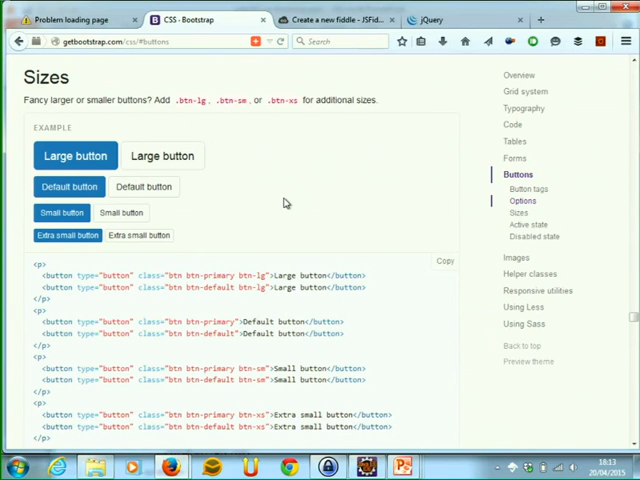 Problem loading page
CSS · Bootstrap
Create a new fiddle - JSFid...
jQuery
getbootstrap.com/css/#buttons
Search
Sizes
Fancy larger or smaller buttons? Add .btn-lg, .btn-sm, or .btn-xs for additional sizes.
EXAMPLE
Large button Large button
Default button Default button
Small button Small button
Extra small button Extra small button
Copy
<p>
<button type="button" class="btn btn-primary btn-lg">Large button</button>
<button type="button" class="btn btn-default btn-lg">Large button</button>
</p>
<p>
<button type="button" class="btn btn-primary">Default button</button>
<button type="button" class="btn btn-default">Default button</button>
</p>
<p>
<button type="button" class="btn btn-primary btn-sm">Small button</button>
<button type="button" class="btn btn-default btn-sm">Small button</button>
</p>
<p>
<button type="button" class="btn btn-primary btn-xs">Extra small button</button>
<button type="button" class="btn btn-default btn-xs">Extra small button</button>
</p>
Overview
Grid system
Typography
Code
Tables
Forms
Buttons
Button tags
Options
Sizes
Active state
Disabled state
Images
Helper classes
Responsive utilities
Using Less
Using Sass
Back to top
Preview theme
16:13
20/04/2015